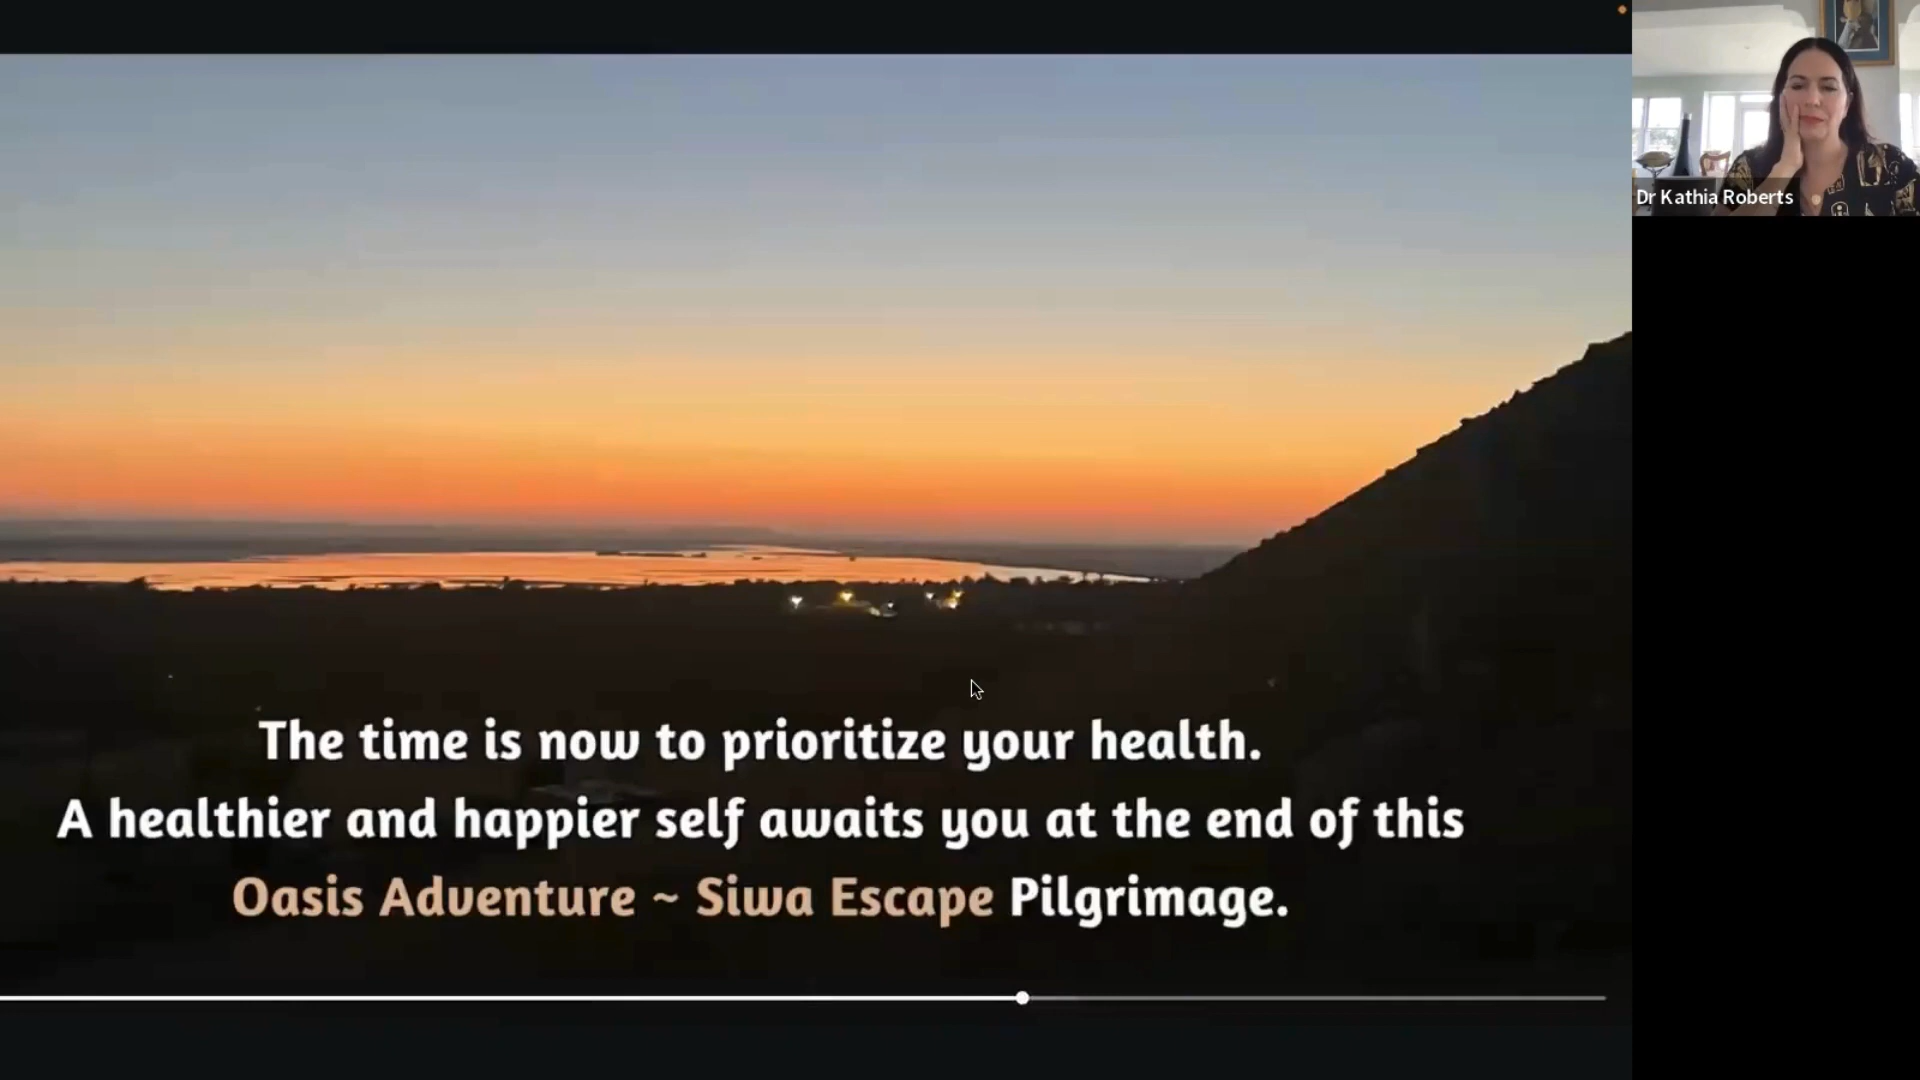 Dr Kathia Roberts
The time is now to prioritize your health.
A healthier and happier self awaits you at the end of this
Oasis Adventure ~ Siwa Escape Pilgrimage.